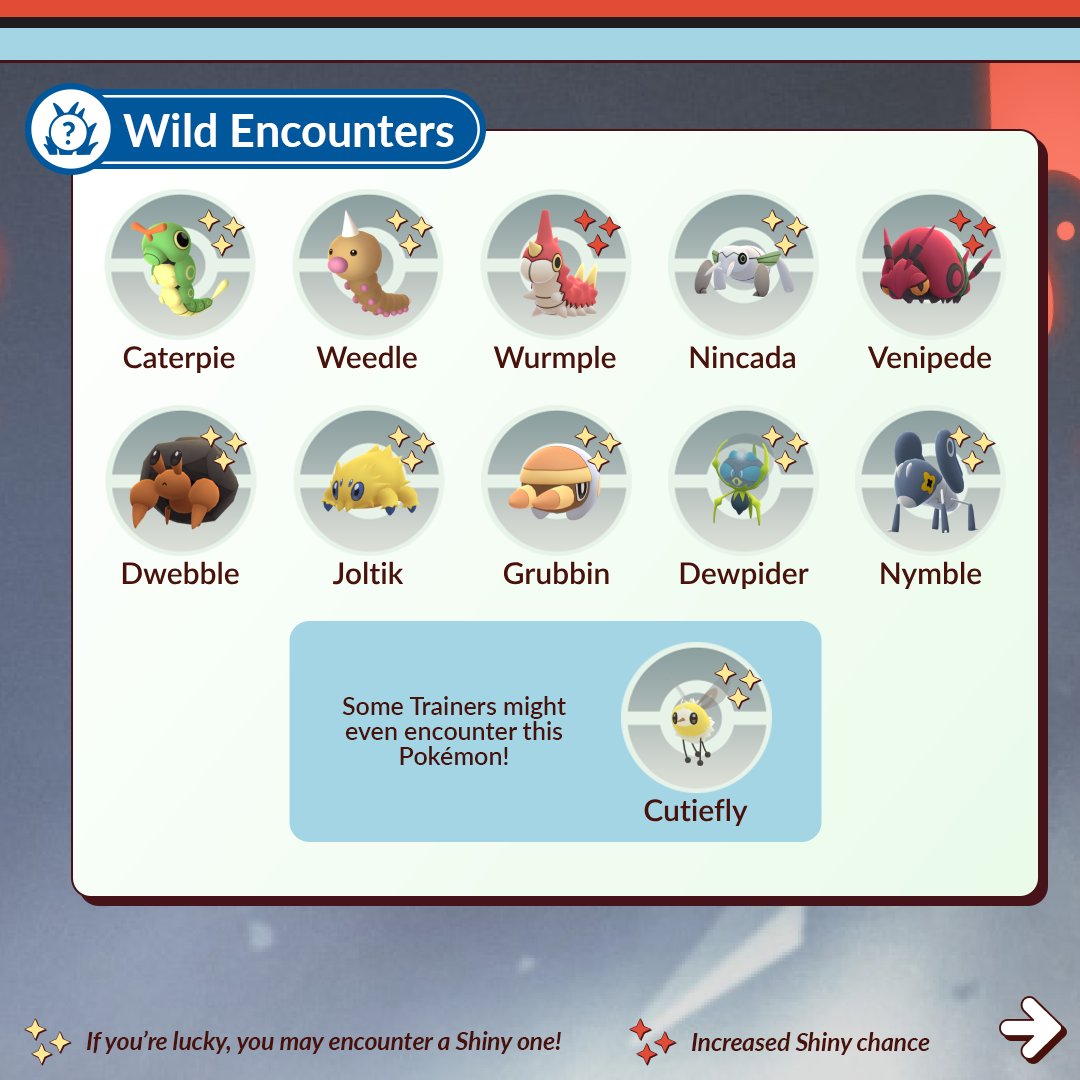 Wild Encounters
Caterpie
Weedle
Wurmple
Nincada
Venipede
Dwebble
Joltik
Grubbin
Dewpider
Nymble
Some Trainers might
even encounter this
Pokémon!
Cutiefly
If you're lucky, you may encounter a Shiny one!
Increased Shiny chance